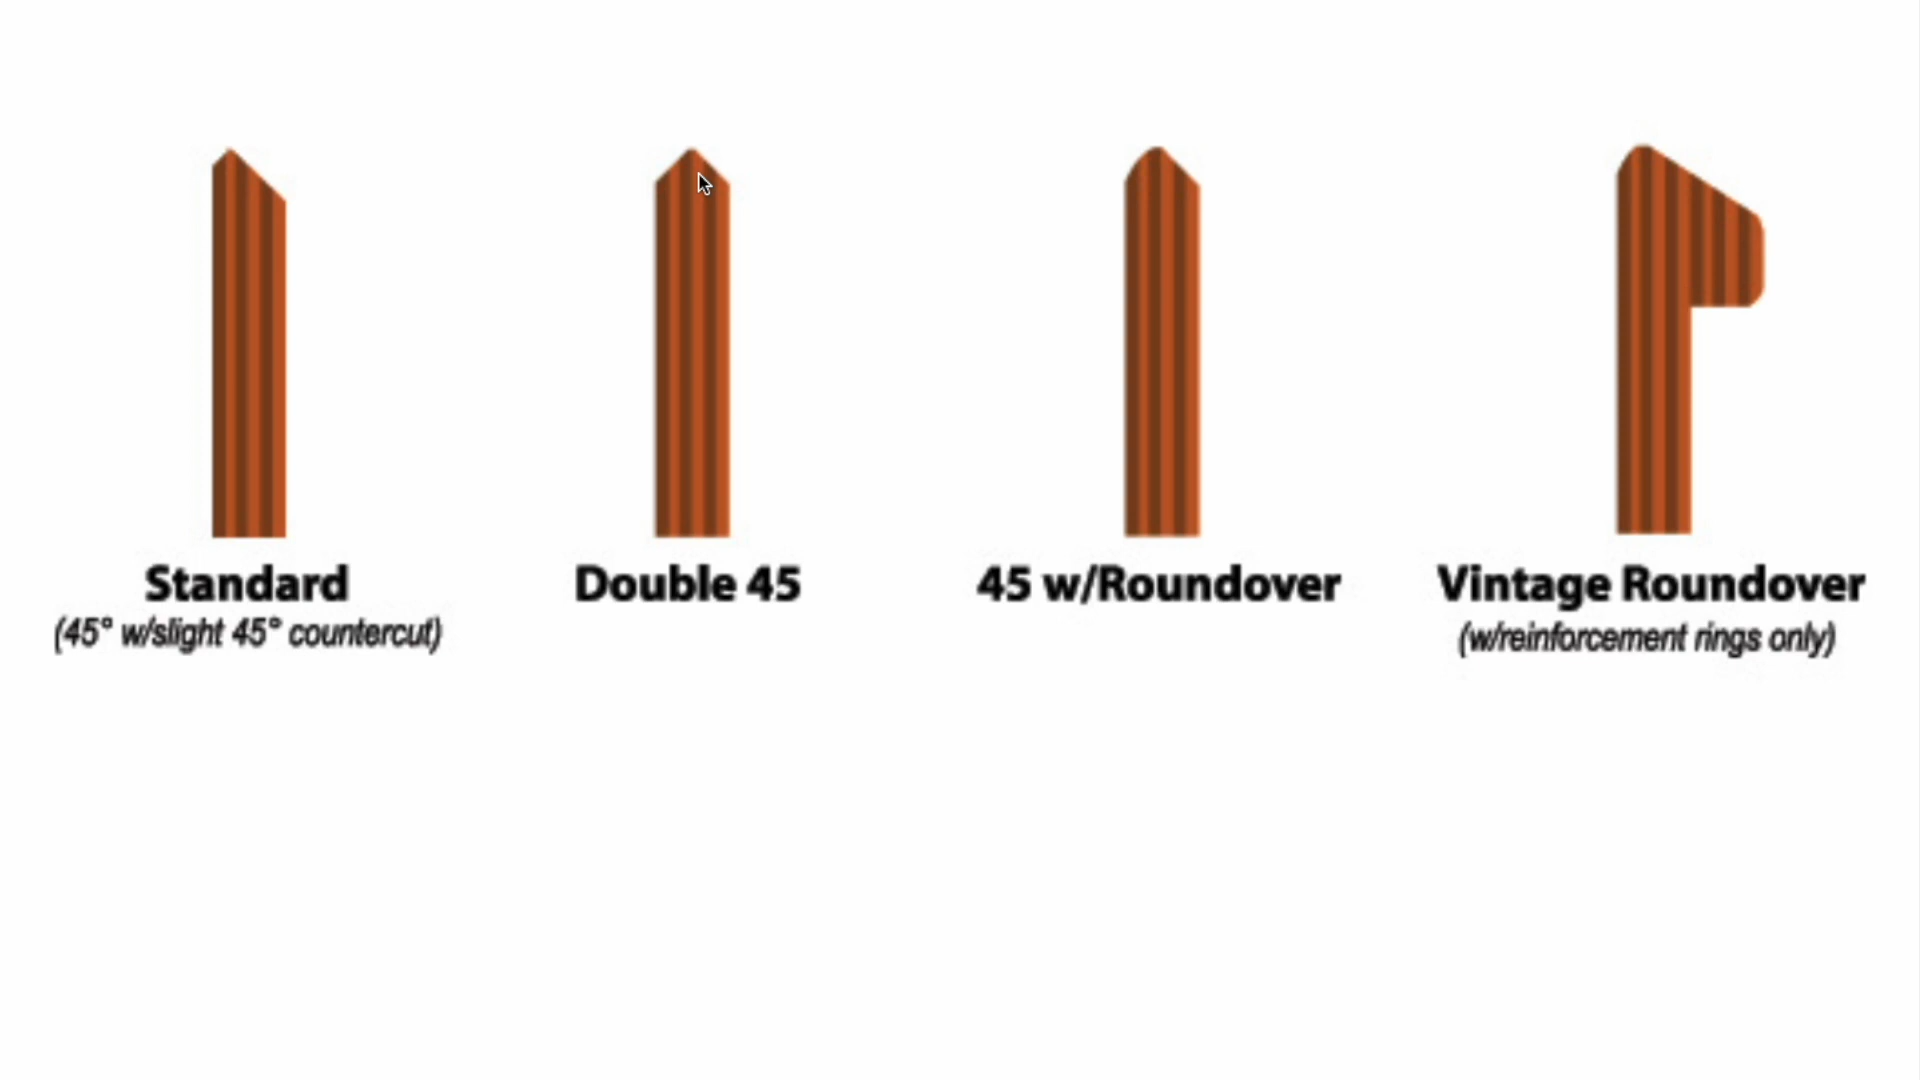 Standard
(45° w/slight 45° countercut)
Double 45
45 w/Roundover
Vintage Roundover
(w/reinforcement rings only)